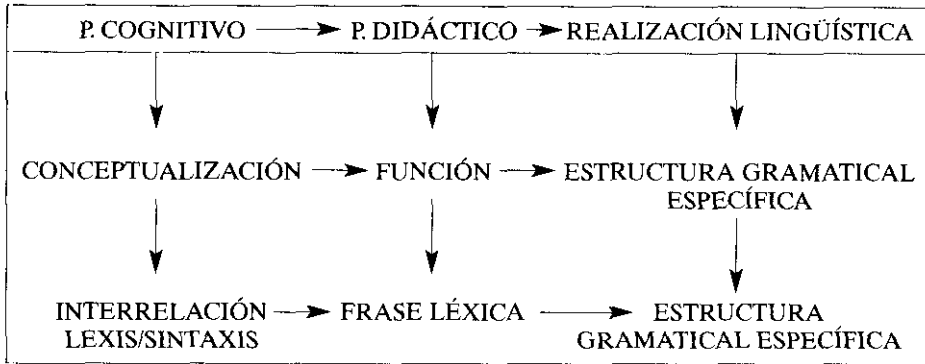 P. COGNITIVO P. DIDÁCTICO REALIZACIÓN LINGÜÍSTICA
CONCEPTUALIZACIÓN FUNCIÓN ESTRUCTURA GRAMATICAL
ESPECÍFICA
INTERRELACIÓN FRASE LÉXICA ESTRUCTURA
LEXIS/SINTAXIS GRAMATICAL ESPECÍFICA